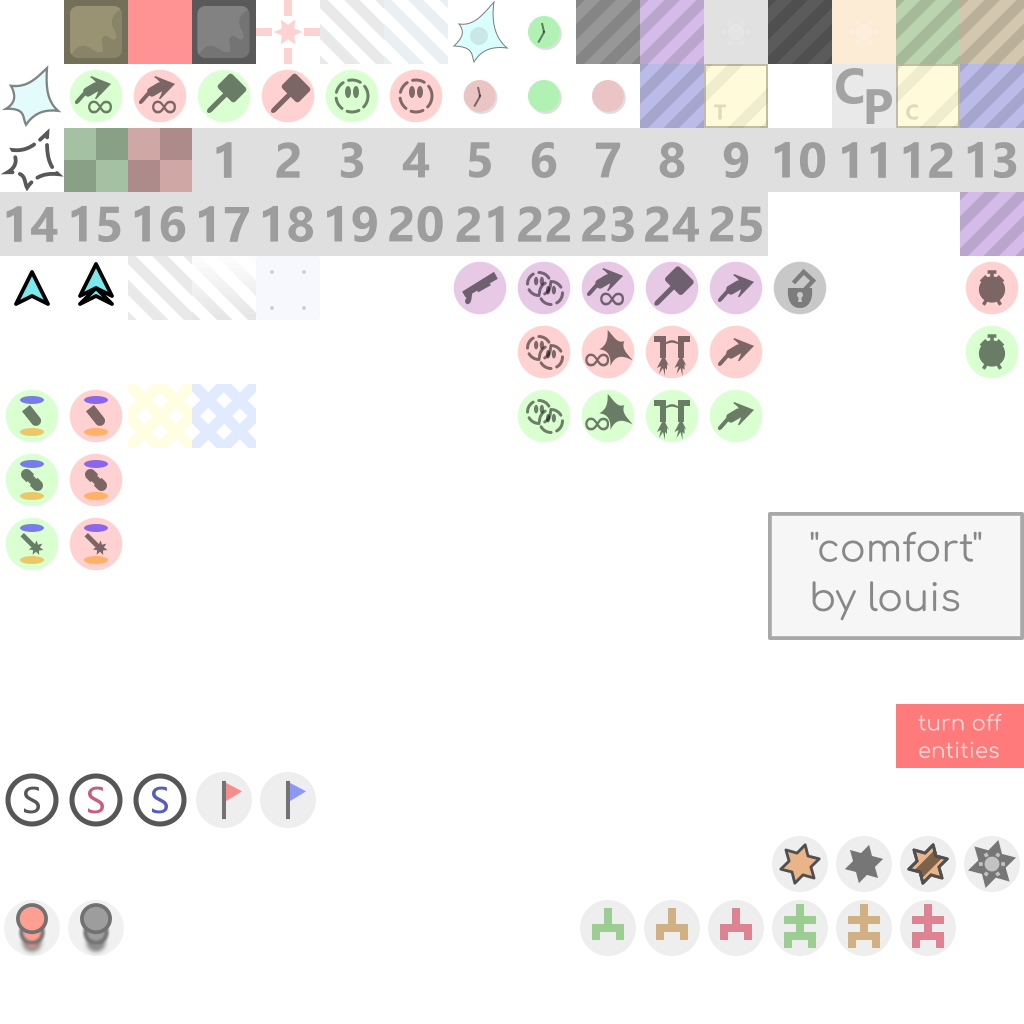 T
CP
C
1 2 3 4 5 6 7 8 9 10 11 12 13
14 15 16 17 18 19 20 21 22 23 24 25
"comfort"
by louis
turn off
entities
S S S